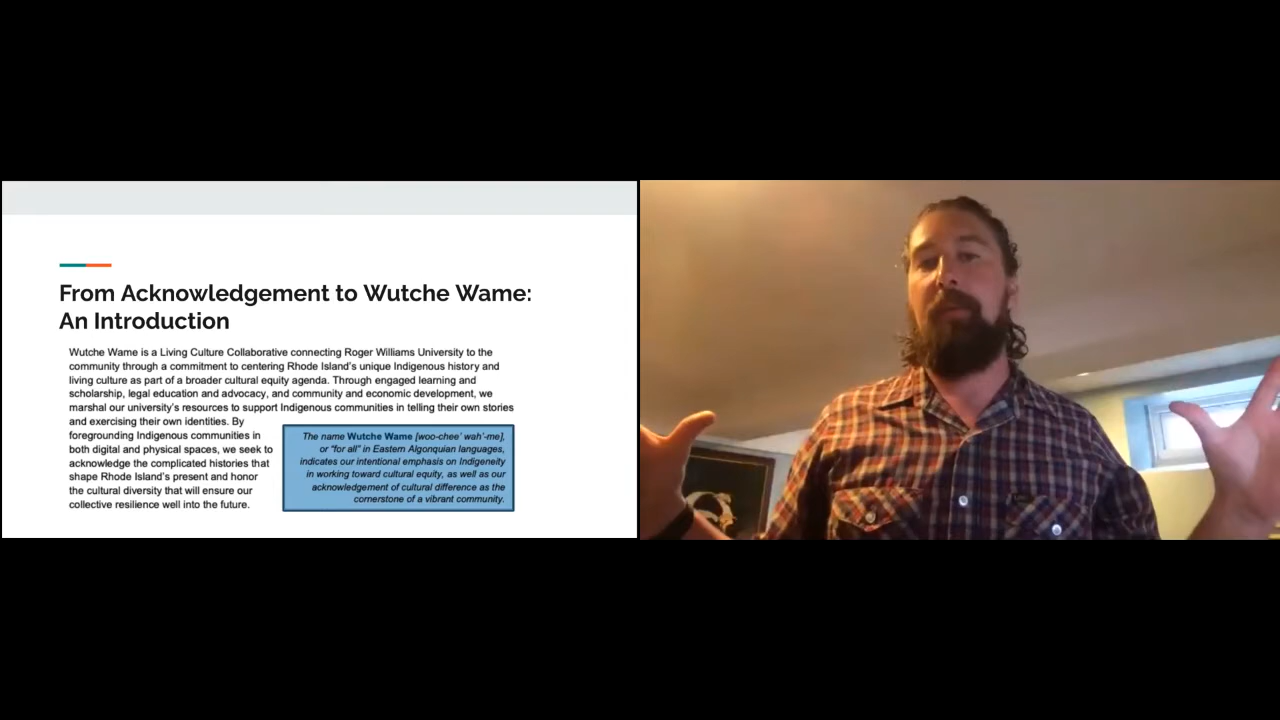 From Acknowledgement to Wutche Wame:
An Introduction
Wutche Wame is a Living Culture Collaborative connecting Roger Williams University to the
community through a commitment to centering Rhode Island's unique Indigenous history and
living culture as part of a broader cultural equity agenda. Through engaged learning and
scholarship, legal education and advocacy, and community and economic development, we
marshal our university's resources to support Indigenous communities in telling their own stories
and exercising their own identities. By
foregrounding Indigenous communities in
both digital and physical spaces, we seek to
acknowledge the complicated histories that
shape Rhode Island's present and honor
the cultural diversity that will ensure our
collective resilience well into the future.
The name Wutche Wame [woo-chee' wah'-me],
or "for all" in Eastern Algonquian languages,
indicates our intentional emphasis on Indigeneity
in working toward cultural equity, as well as our
acknowledgement of cultural difference as the
cornerstone of a vibrant community.